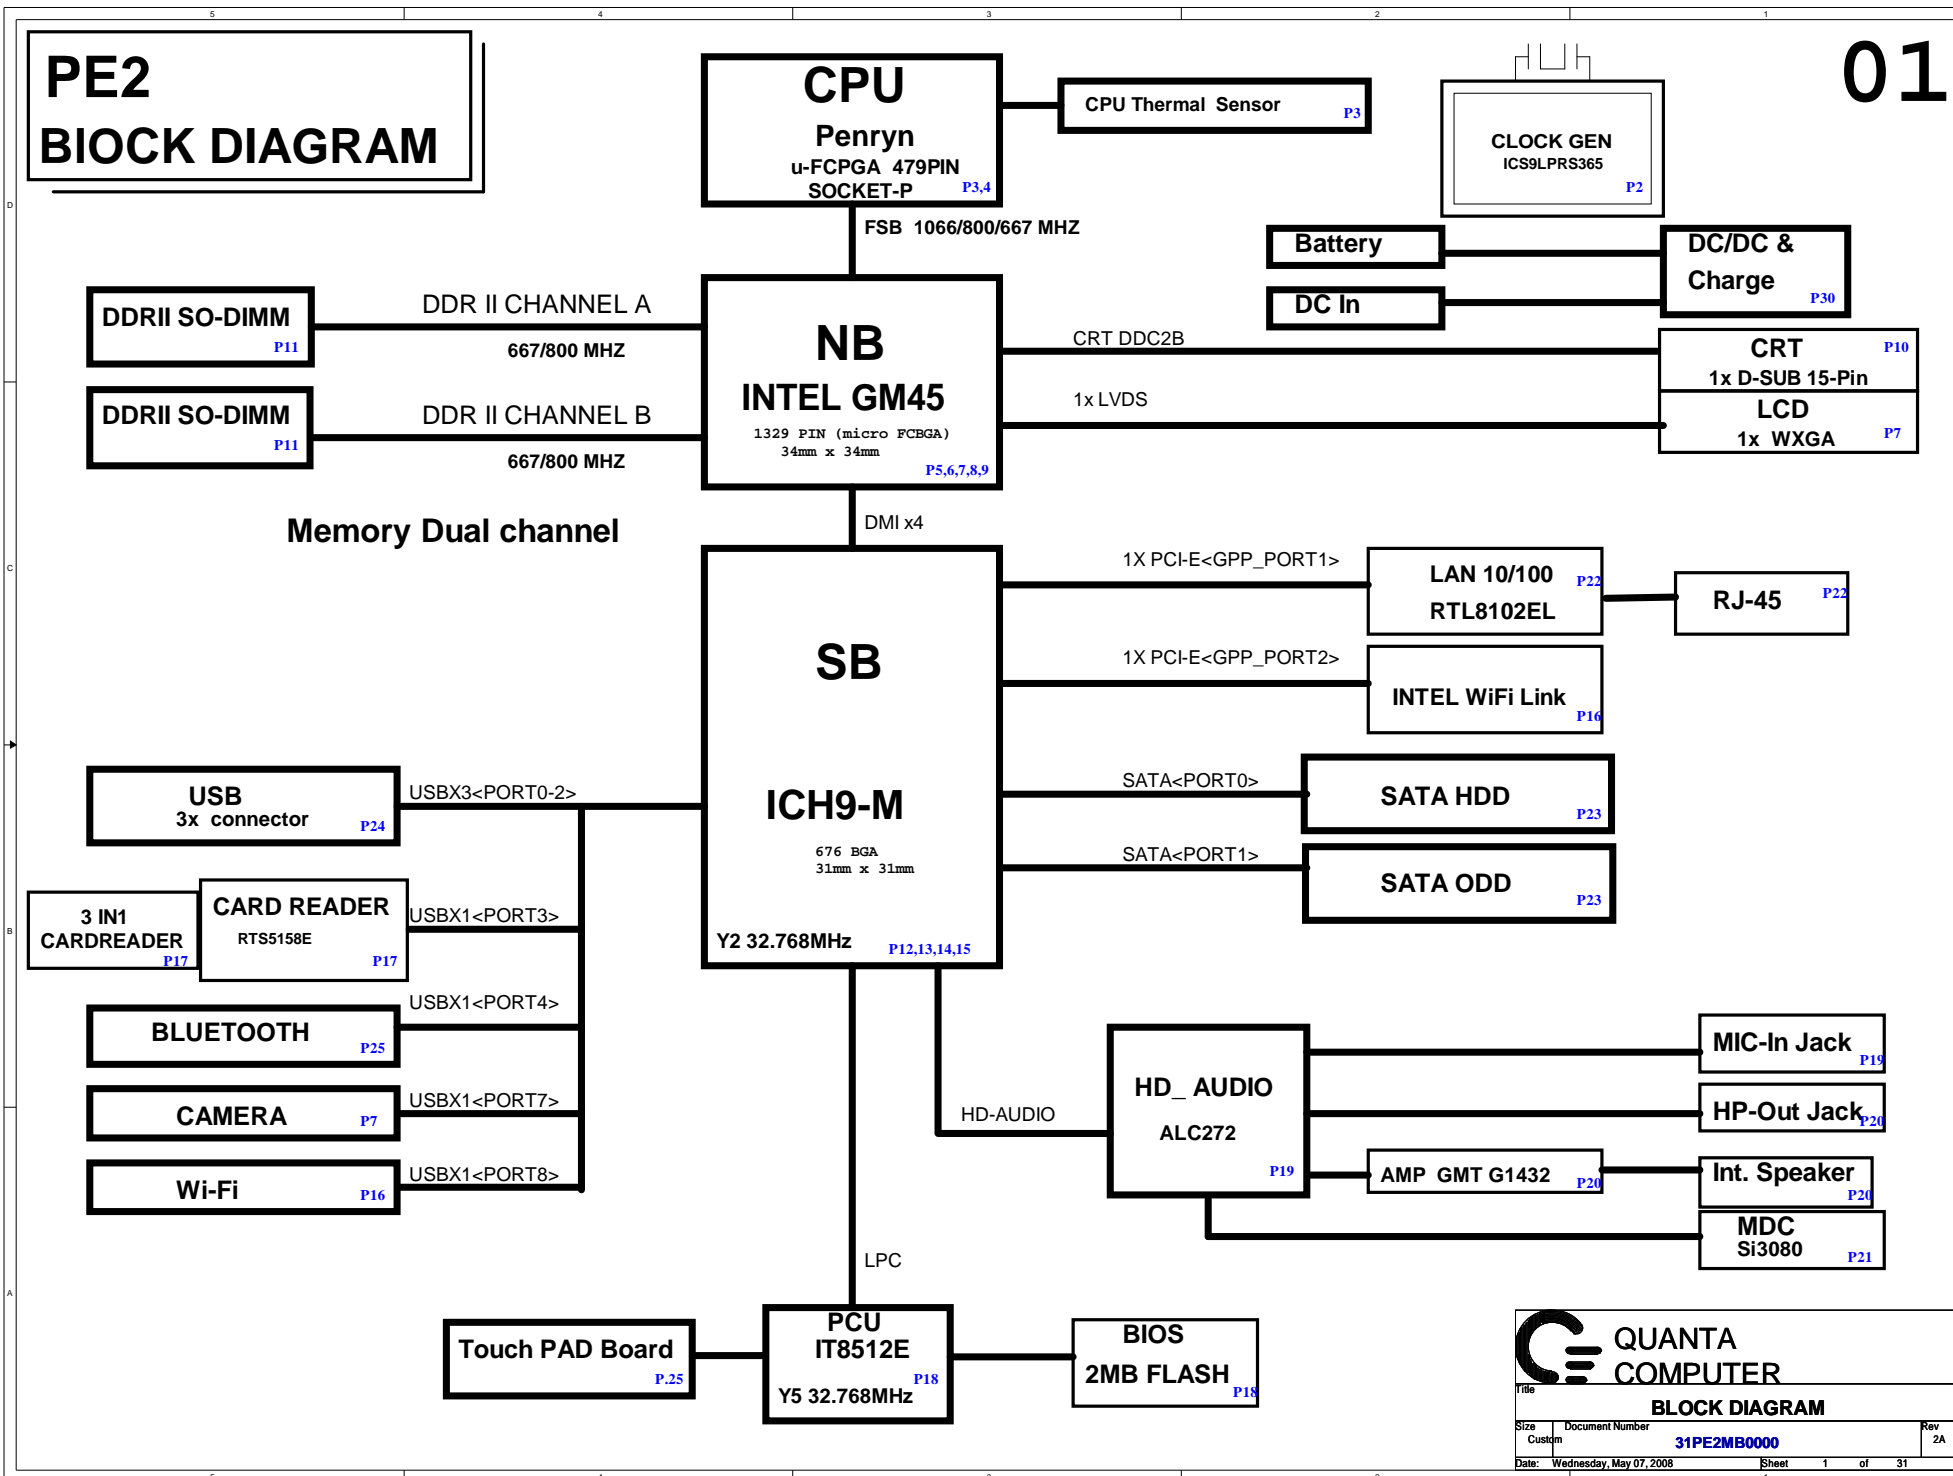 5 4 3 2 1
PE2
BIOCK DIAGRAM
01
CPU
Penryn
u-FCPGA 479PIN
SOCKET-P
P3,4
CPU Thermal Sensor
P3
CLOCK GEN
ICS9LPRS365
P2
D
FSB 1066/800/667 MHZ
Battery
DC In
DC/DC &
Charge
P30
DDRII SO-DIMM
P11
DDR II CHANNEL A
667/800 MHZ
DDRII SO-DIMM
P11
DDR II CHANNEL B
667/800 MHZ
NB
INTEL GM45
1329 PIN (micro FCBGA)
34mm x 34mm
P5,6,7,8,9
CRT DDC2B
1x LVDS
CRT
P10
1x D-SUB 15-Pin
LCD
1x WXGA
P7
Memory Dual channel
DMI x4
C
SB
ICH9-M
676 BGA
31mm x 31mm
Y2 32.768MHz
P12,13,14,15
1X PCI-E<GPP_PORT1>
LAN 10/100
P22
RTL8102EL
RJ-45
P22
1X PCI-E<GPP_PORT2>
INTEL WiFi Link
P16
SATA<PORT0>
SATA HDD
P23
SATA<PORT1>
SATA ODD
P23
USB
3x connector
P24
USBX3<PORT0-2>
B
3 IN1
CARDREADER
P17
CARD READER
RTS5158E
P17
USBX1<PORT3>
BLUETOOTH
P25
USBX1<PORT4>
CAMERA
P7
USBX1<PORT7>
Wi-Fi
P16
USBX1<PORT8>
HD-AUDIO
HD_ AUDIO
ALC272
P19
MIC-In Jack
P19
HP-Out Jack
P20
AMP GMT G1432
P20
Int. Speaker
P20
MDC
Si3080
P21
LPC
A
Touch PAD Board
P.25
PCU
IT8512E
P18
Y5 32.768MHz
BIOS
2MB FLASH
P18
QUANTA
COMPUTER
Title
BLOCK DIAGRAM
Size Document Number Rev
Custom 31PE2MB0000 2A
Date: Wednesday, May 07, 2008 Sheet 1 of 31